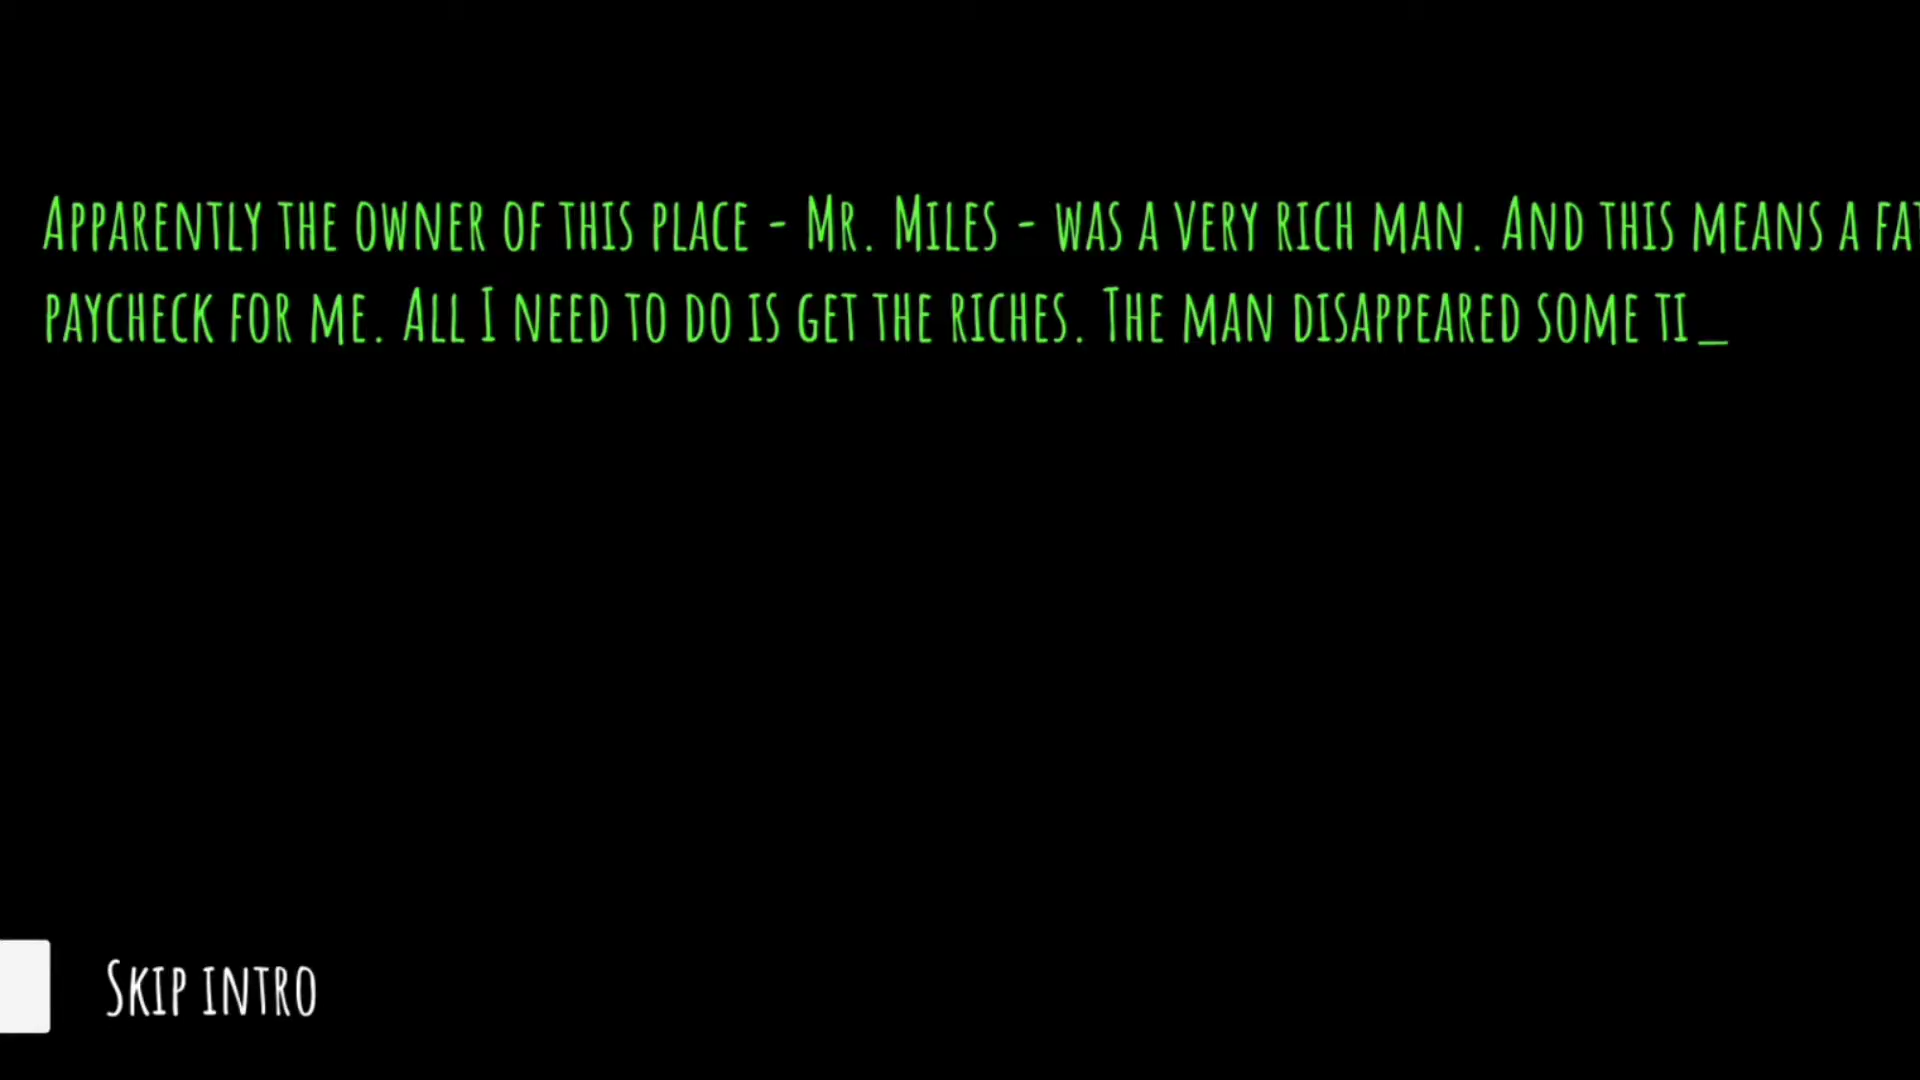 Apparently the owner of this place - Mr. Miles - was a very rich man. And this means a fat
paycheck for me. All I need to do is get the riches. The man disappeared some ti_
Skip intro